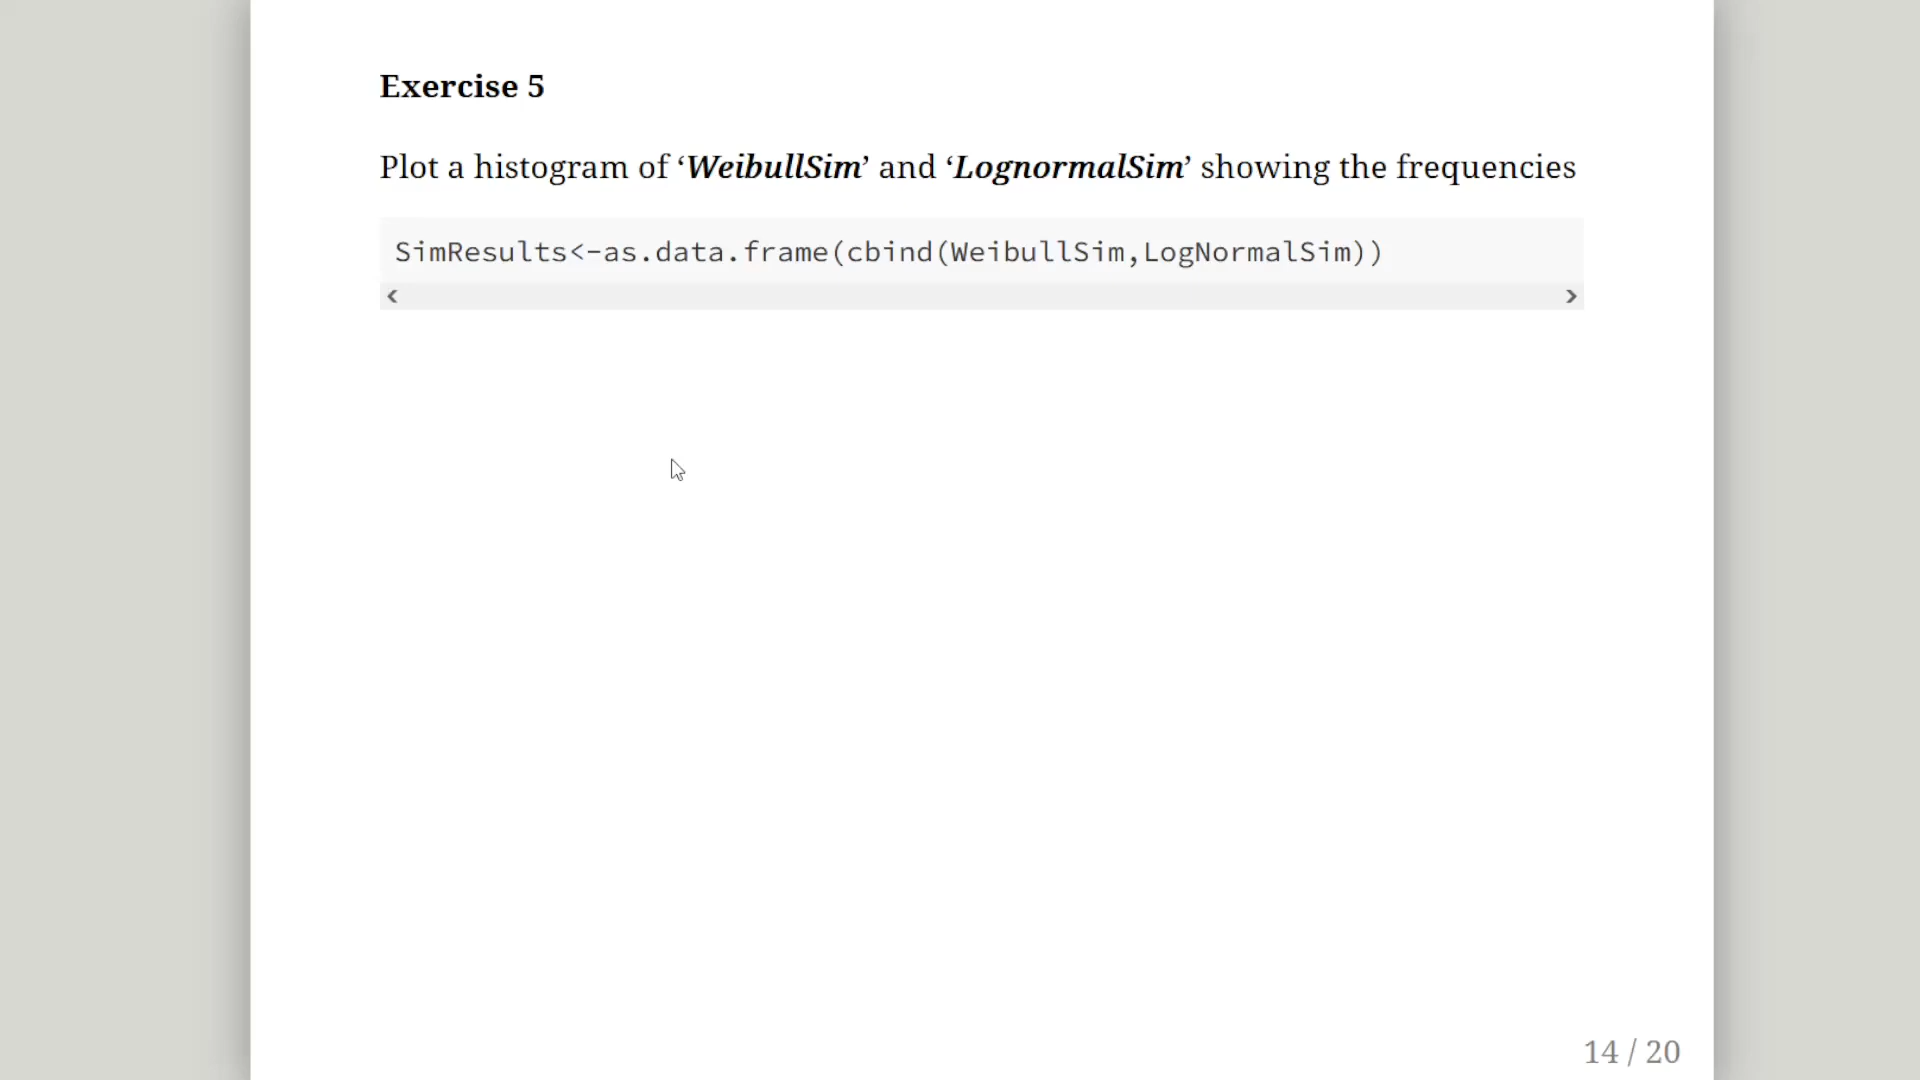 Exercise 5
Plot a histogram of ‘WeibullSim’ and ‘LognormalSim’ showing the frequencies
SimResults<-as.data.frame(cbind(WeibullSim,LogNormalSim))
14 / 20